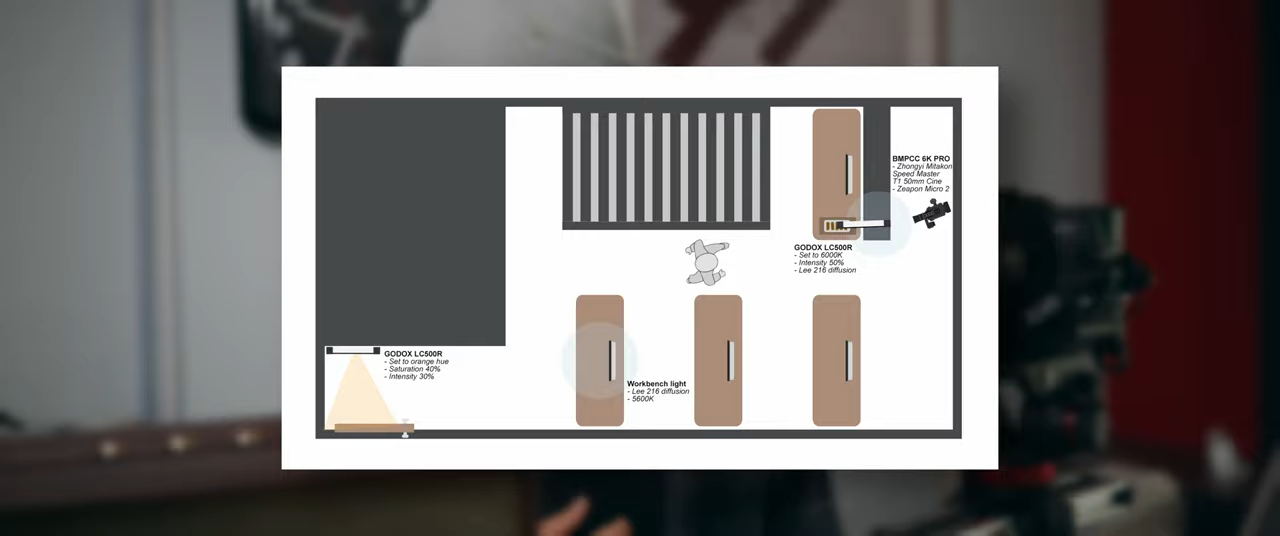 BMPCC 6K PRO
- Zhongyi Mitakon
Speed Master
T1 50mm Cine
- Zeapon Micro 2
GODOX LC500R
- Set to 6000K
- Intensity 50%
- Lee 216 diffusion
GODOX LC500R
- Set to orange hue
- Saturation 40%
- Intensity 30%
Workbench light
- Lee 216 diffusion
- 5600K